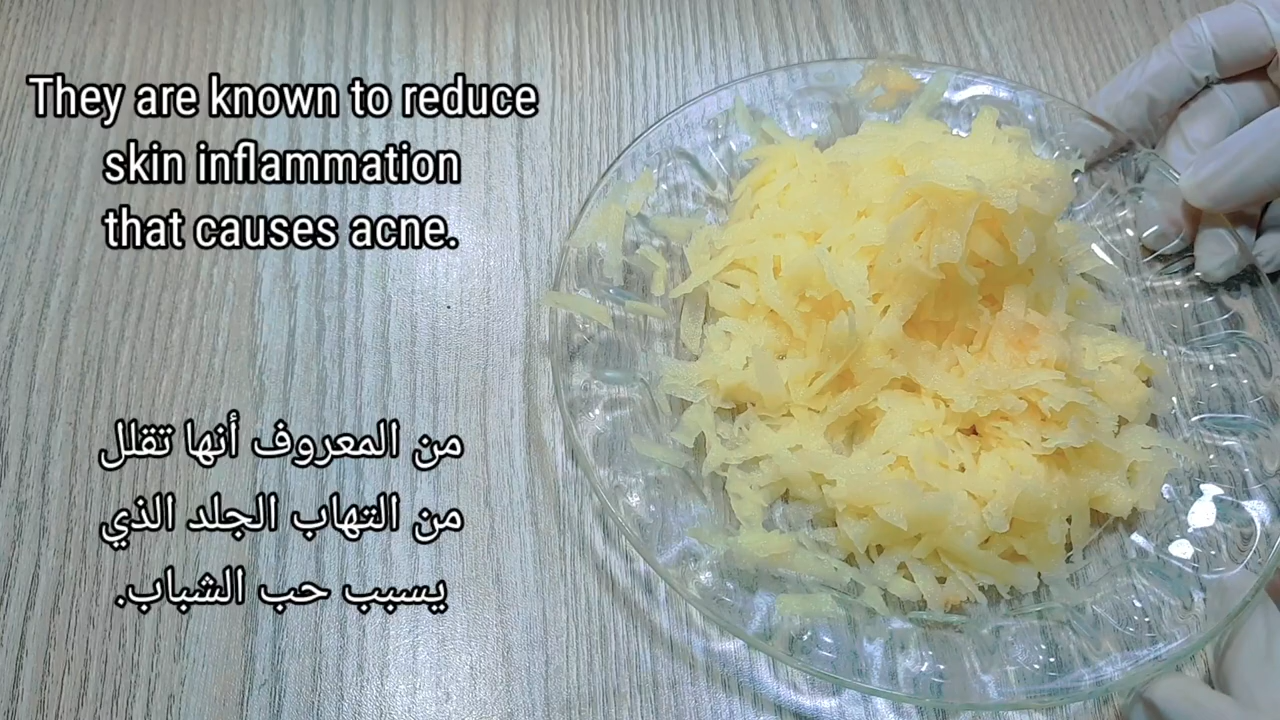 They are known to reduce
skin inflammation
that causes acne.
من المعروف أنها تقلل
من التهاب الجلد الذي
يسبب حب الشباب.